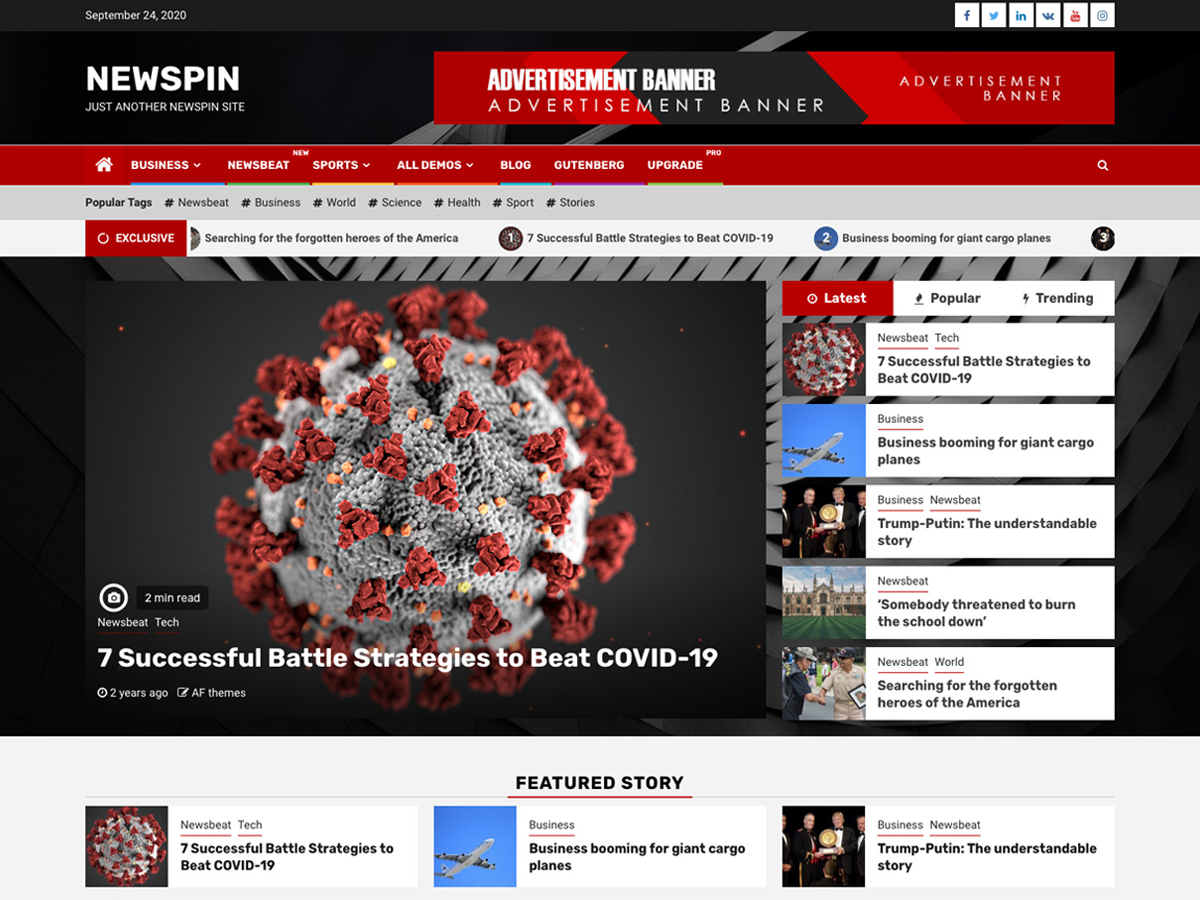 September 24, 2020
NEWSPIN
JUST ANOTHER NEWSPIN SITE
ADVERTISEMENT BANNER
ADVERTISEMENT BANNER
ADVERTISEMENT
BANNER
BUSINESS NEWSBEAT NEW SPORTS ALL DEMOS BLOG GUTENBERG UPGRADE PRO
Popular Tags # Newsbeat # Business # World # Science # Health # Sport # Stories
EXCLUSIVE Searching for the forgotten heroes of the America 1 7 Successful Battle Strategies to Beat COVID-19 2 Business booming for giant cargo planes 3
2 min read
Newsbeat Tech
7 Successful Battle Strategies to Beat COVID-19
2 years ago AF themes
Latest Popular Trending
Newsbeat Tech
7 Successful Battle Strategies to
Beat COVID-19
Business
Business booming for giant cargo
planes
Business Newsbeat
Trump-Putin: The understandable
story
Newsbeat
‘Somebody threatened to burn
the school down’
Newsbeat World
Searching for the forgotten
heroes of the America
FEATURED STORY
Newsbeat Tech
7 Successful Battle Strategies to
Beat COVID-19
Business
Business booming for giant cargo
planes
Business Newsbeat
Trump-Putin: The understandable
story